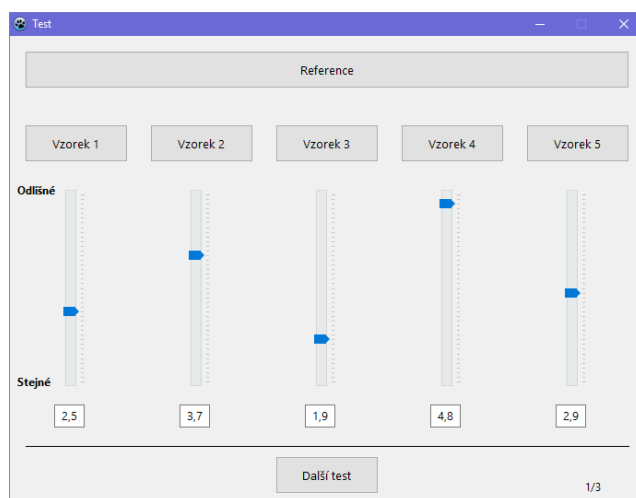 Test
Reference
Vzorek 1 Vzorek 2 Vzorek 3 Vzorek 4 Vzorek 5
Odlišné
Stejné
2,5 3,7 1,9 4,8 2,9
Další test
1/3